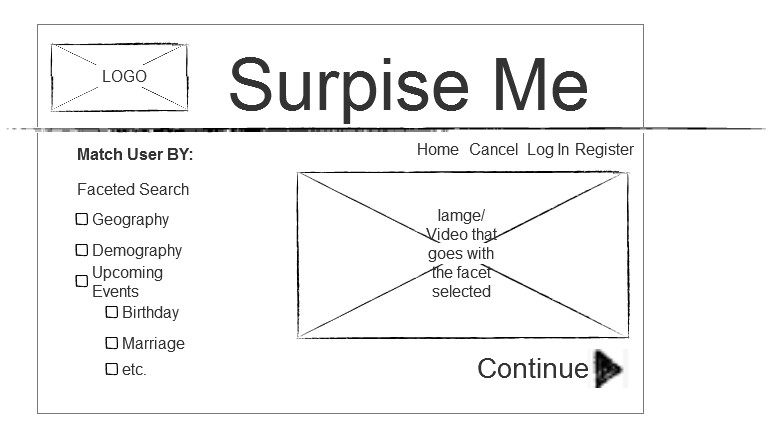 LOGO
Surpise Me
Home Cancel Log In Register
Match User BY:
Faceted Search
Geography
Demography
Upcoming
Events
Birthday
Marriage
etc.
Iamge/
Video that
goes with
the facet
selected
Continue